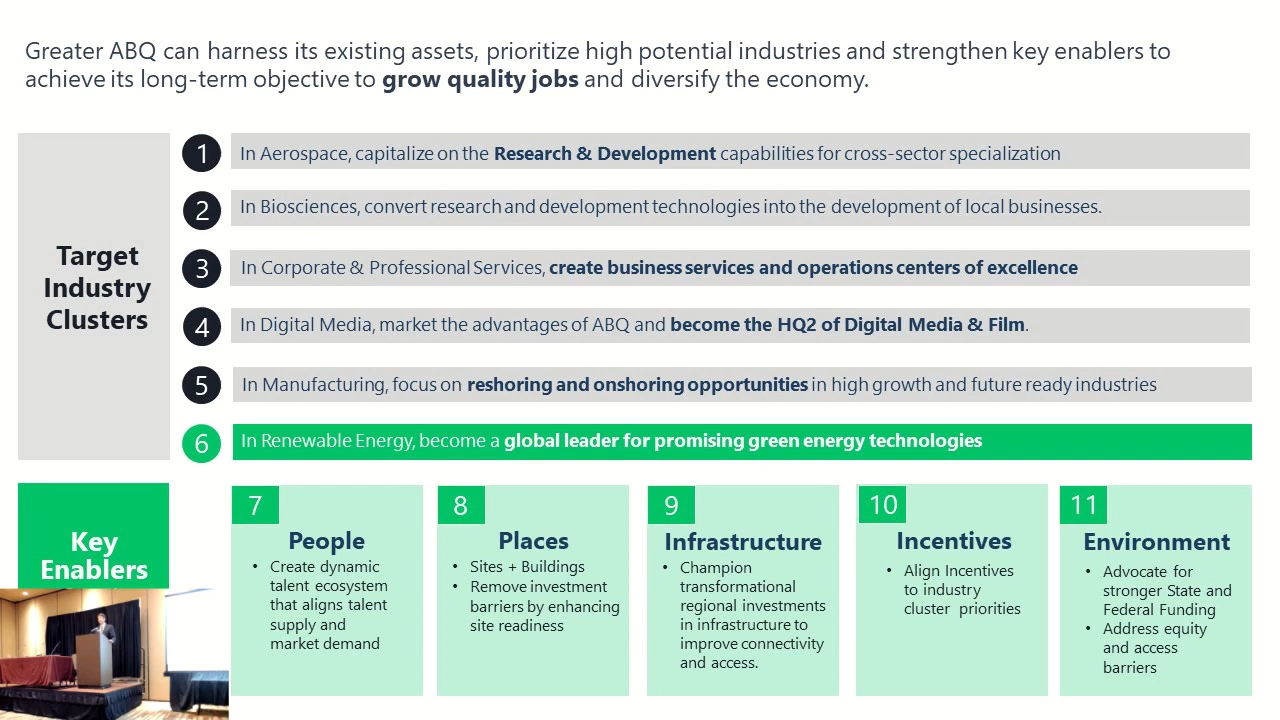 Greater ABQ can harness its existing assets, prioritize high potential industries and strengthen key enablers to
achieve its long-term objective to grow quality jobs and diversify the economy.
Target
Industry
Clusters
1
In Aerospace, capitalize on the Research & Development capabilities for cross-sector specialization
2
In Biosciences, convert research and development technologies into the development of local businesses.
3
In Corporate & Professional Services, create business services and operations centers of excellence
4
In Digital Media, market the advantages of ABQ and become the HQ2 of Digital Media & Film.
5
In Manufacturing, focus on reshoring and onshoring opportunities in high growth and future ready industries
6
In Renewable Energy, become a global leader for promising green energy technologies
Key
Enablers
7
People
• Create dynamic
talent ecosystem
that aligns talent
supply and
market demand
8
Places
• Sites + Buildings
• Remove investment
barriers by enhancing
site readiness
9
Infrastructure
• Champion
transformational
regional investments
in infrastructure to
improve connectivity
and access.
10
Incentives
• Align Incentives
to industry
cluster priorities
11
Environment
• Advocate for
stronger State and
Federal Funding
• Address equity
and access
barriers